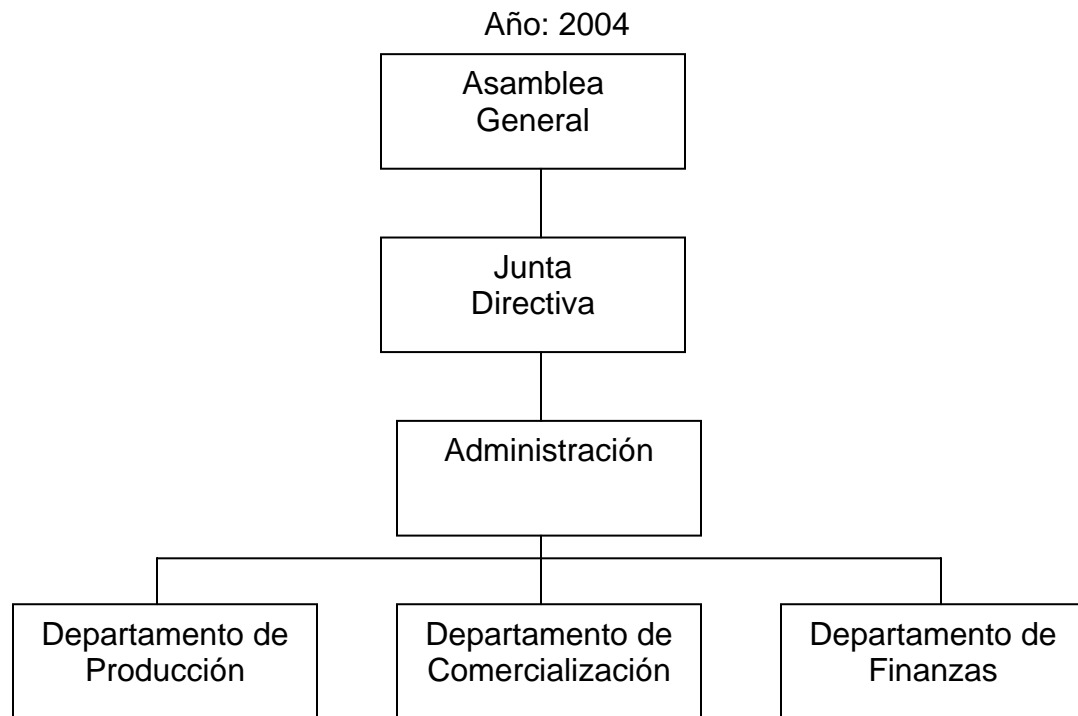 Año: 2004
Asamblea
General
Junta
Directiva
Administración
Departamento de
Producción
Departamento de
Comercialización
Departamento de
Finanzas